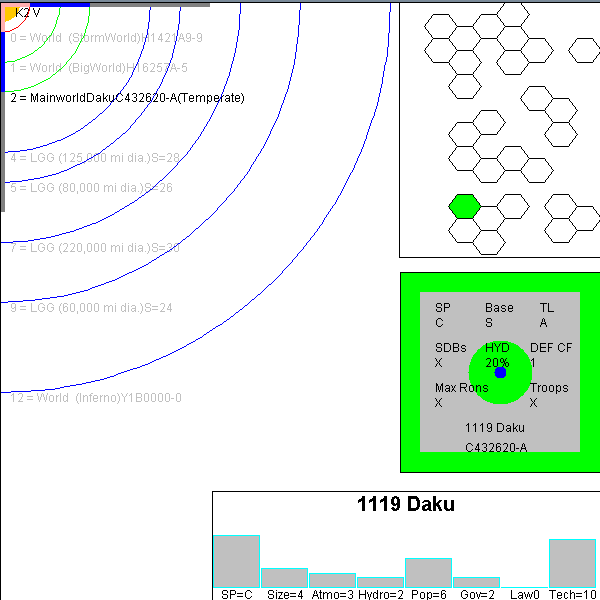 K2 V
0 = World  (StormWorld)H1421A9-9
1 = World  (BigWorld)H16257A-5
2 = MainworldDakuC432620-A(Temperate)
4 = LGG (125,000 mi dia.)S=28
5 = LGG (80,000 mi dia.)S=26
7 = LGG (220,000 mi dia.)S=30
9 = LGG (60,000 mi dia.)S=24
12 = World  (Inferno)Y1B0000-0
SP Base TL
C S A
SDBs HYD DEF CF
X 20% 1
Max Rons Troops
X X
1119 Daku
C432620-A
1119 Daku
SP=C Size=4 Atmo=3 Hydro=2 Pop=6 Gov=2 Law0 Tech=10